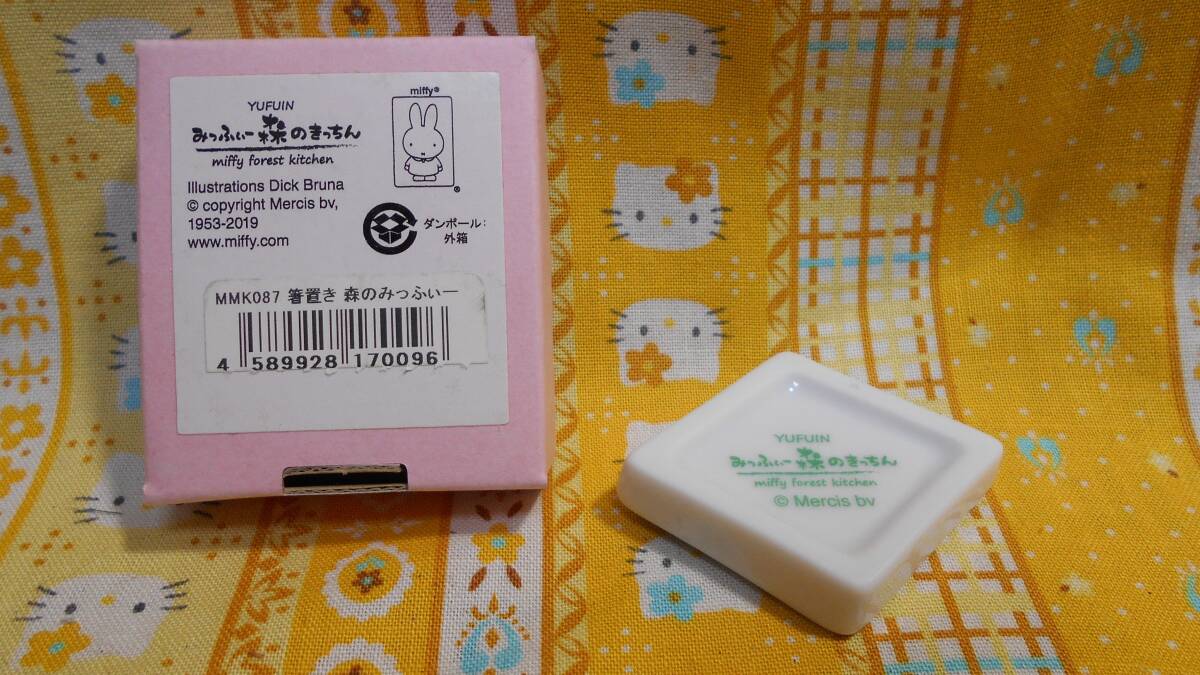 YUFUIN
みっふぃー森のきっちん
miffy forest kitchen
Illustrations Dick Bruna
© copyright Mercis bv,
1953-2019
www.miffy.com
miffy®
®
ダンボール:
外箱
MMK087 箸置き 森のみっふぃー
4 589928 170096
YUFUIN
みっふぃー森のきっちん
miffy forest kitchen
© Mercis bv